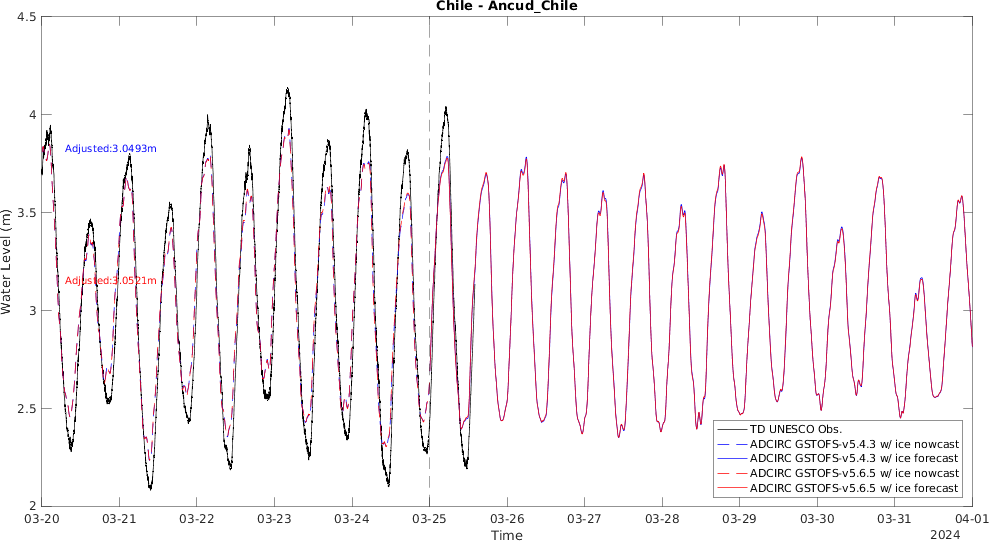 Chile - Ancud_Chile
4.5
4
3.5
3
2.5
2
Water Level (m)
Adjusted:3.0493m
Adjusted:3.0521m
TD UNESCO Obs.
ADCIRC GSTOFS-v5.4.3 w/ ice nowcast
ADCIRC GSTOFS-v5.4.3 w/ ice forecast
ADCIRC GSTOFS-v5.6.5 w/ ice nowcast
ADCIRC GSTOFS-v5.6.5 w/ ice forecast
03-20 03-21 03-22 03-23 03-24 03-25 03-26 03-27 03-28 03-29 03-30 03-31 04-01
Time
2024